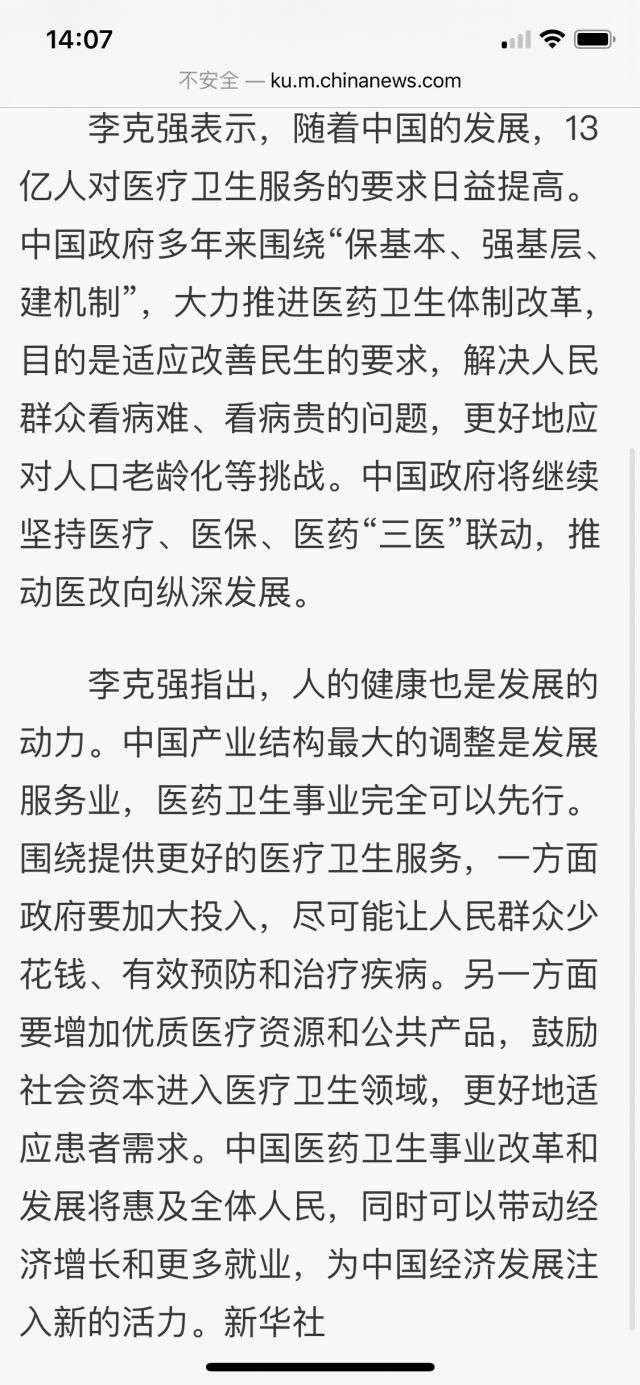 14:07
不安全 — ku.m.chinanews.com
李克强表示，随着中国的发展，13
亿人对医疗卫生服务的要求日益提高。
中国政府多年来围绕“保基本、强基层、
建机制”，大力推进医药卫生体制改革，
目的是适应改善民生的要求，解决人民
群众看病难、看病贵的问题，更好地应
对人口老龄化等挑战。中国政府将继续
坚持医疗、医保、医药“三医”联动，推
动医改向纵深发展。
李克强指出，人的健康也是发展的
动力。中国产业结构最大的调整是发展
服务业，医药卫生事业完全可以先行。
围绕提供更好的医疗卫生服务，一方面
政府要加大投入，尽可能让人民群众少
花钱、有效预防和治疗疾病。另一方面
要增加优质医疗资源和公共产品，鼓励
社会资本进入医疗卫生领域，更好地适
应患者需求。中国医药卫生事业改革和
发展将惠及全体人民，同时可以带动经
济增长和更多就业，为中国经济发展注
入新的活力。新华社